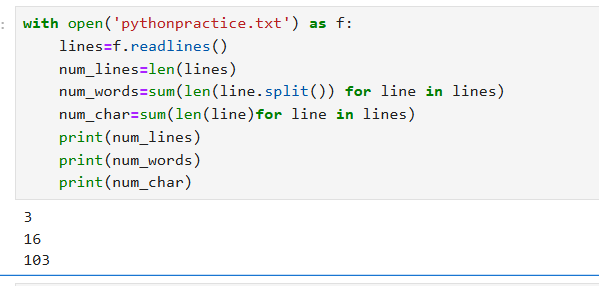 :
with open('pythonpractice.txt') as f:
    lines=f.readlines()
    num_lines=len(lines)
    num_words=sum(len(line.split()) for line in lines)
    num_char=sum(len(line)for line in lines)
    print(num_lines)
    print(num_words)
    print(num_char)
3
16
103